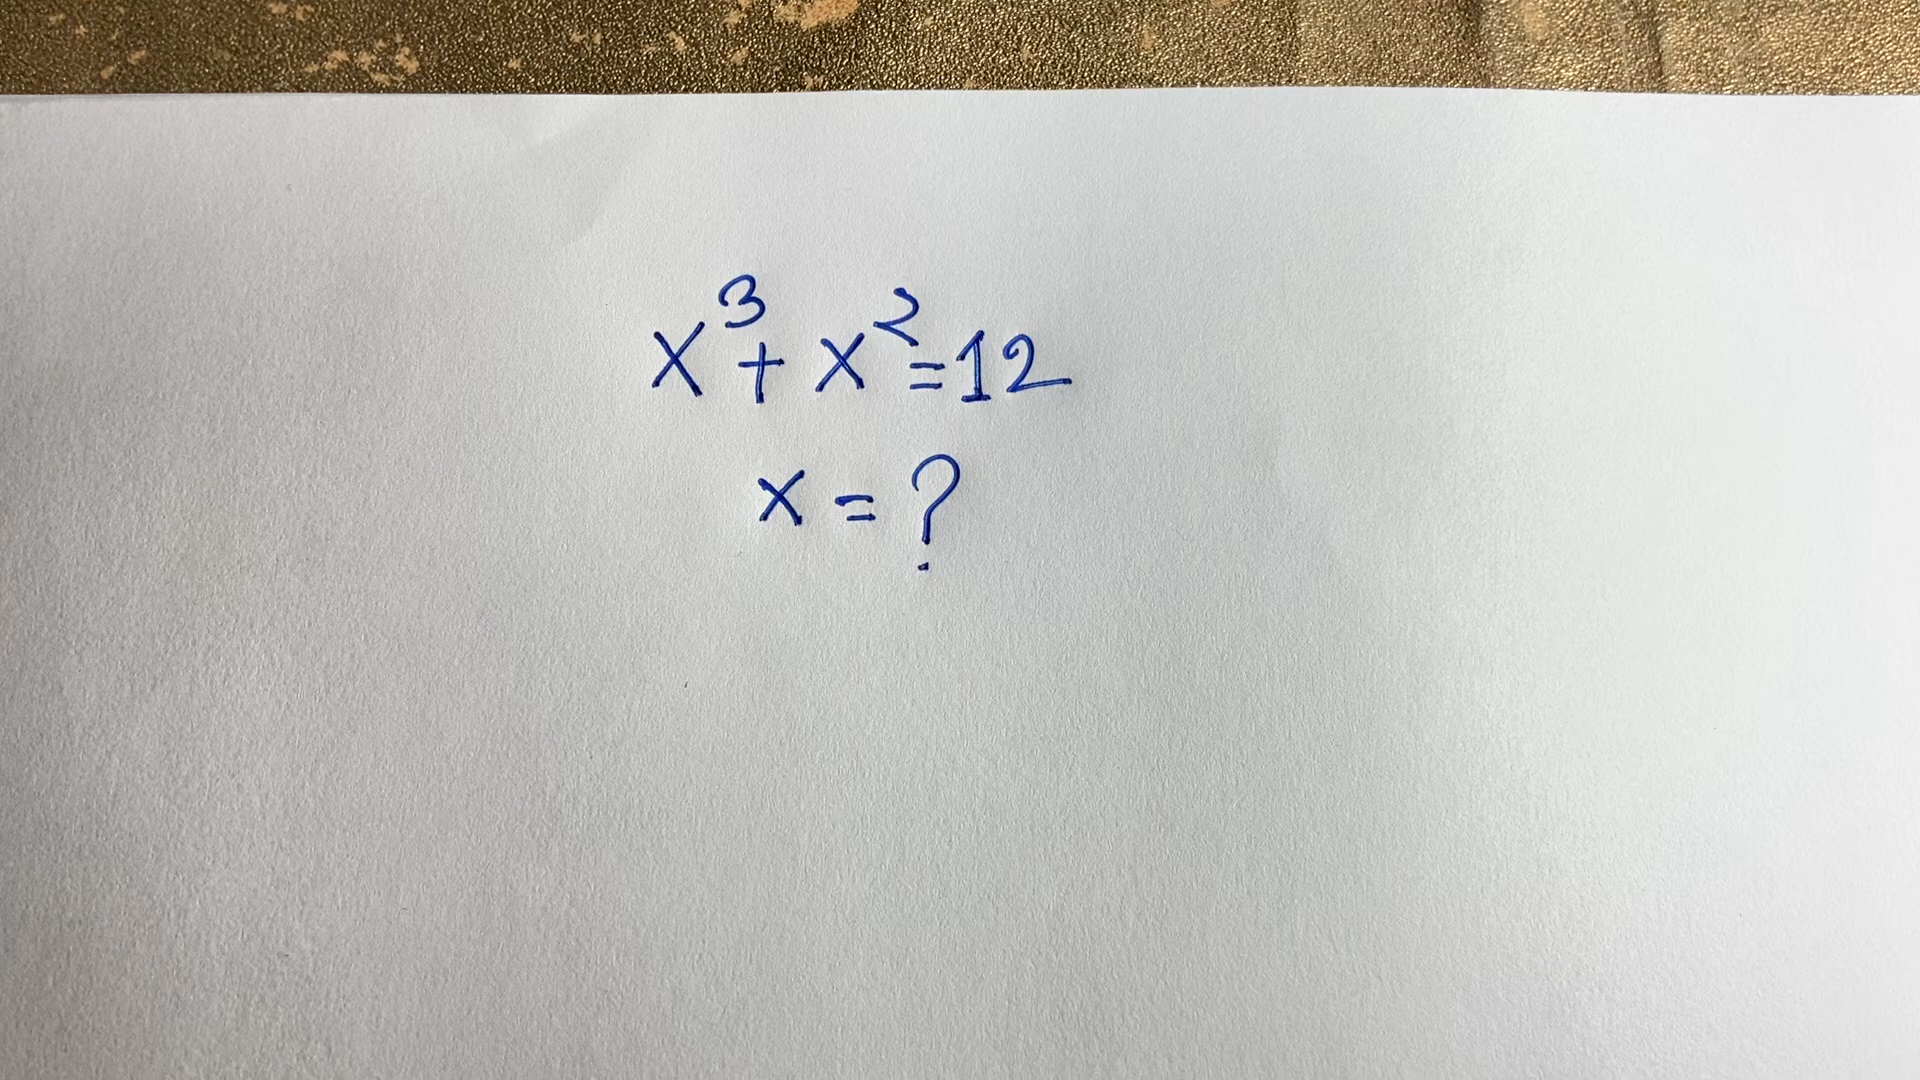 x³ + x² = 12
x = ?